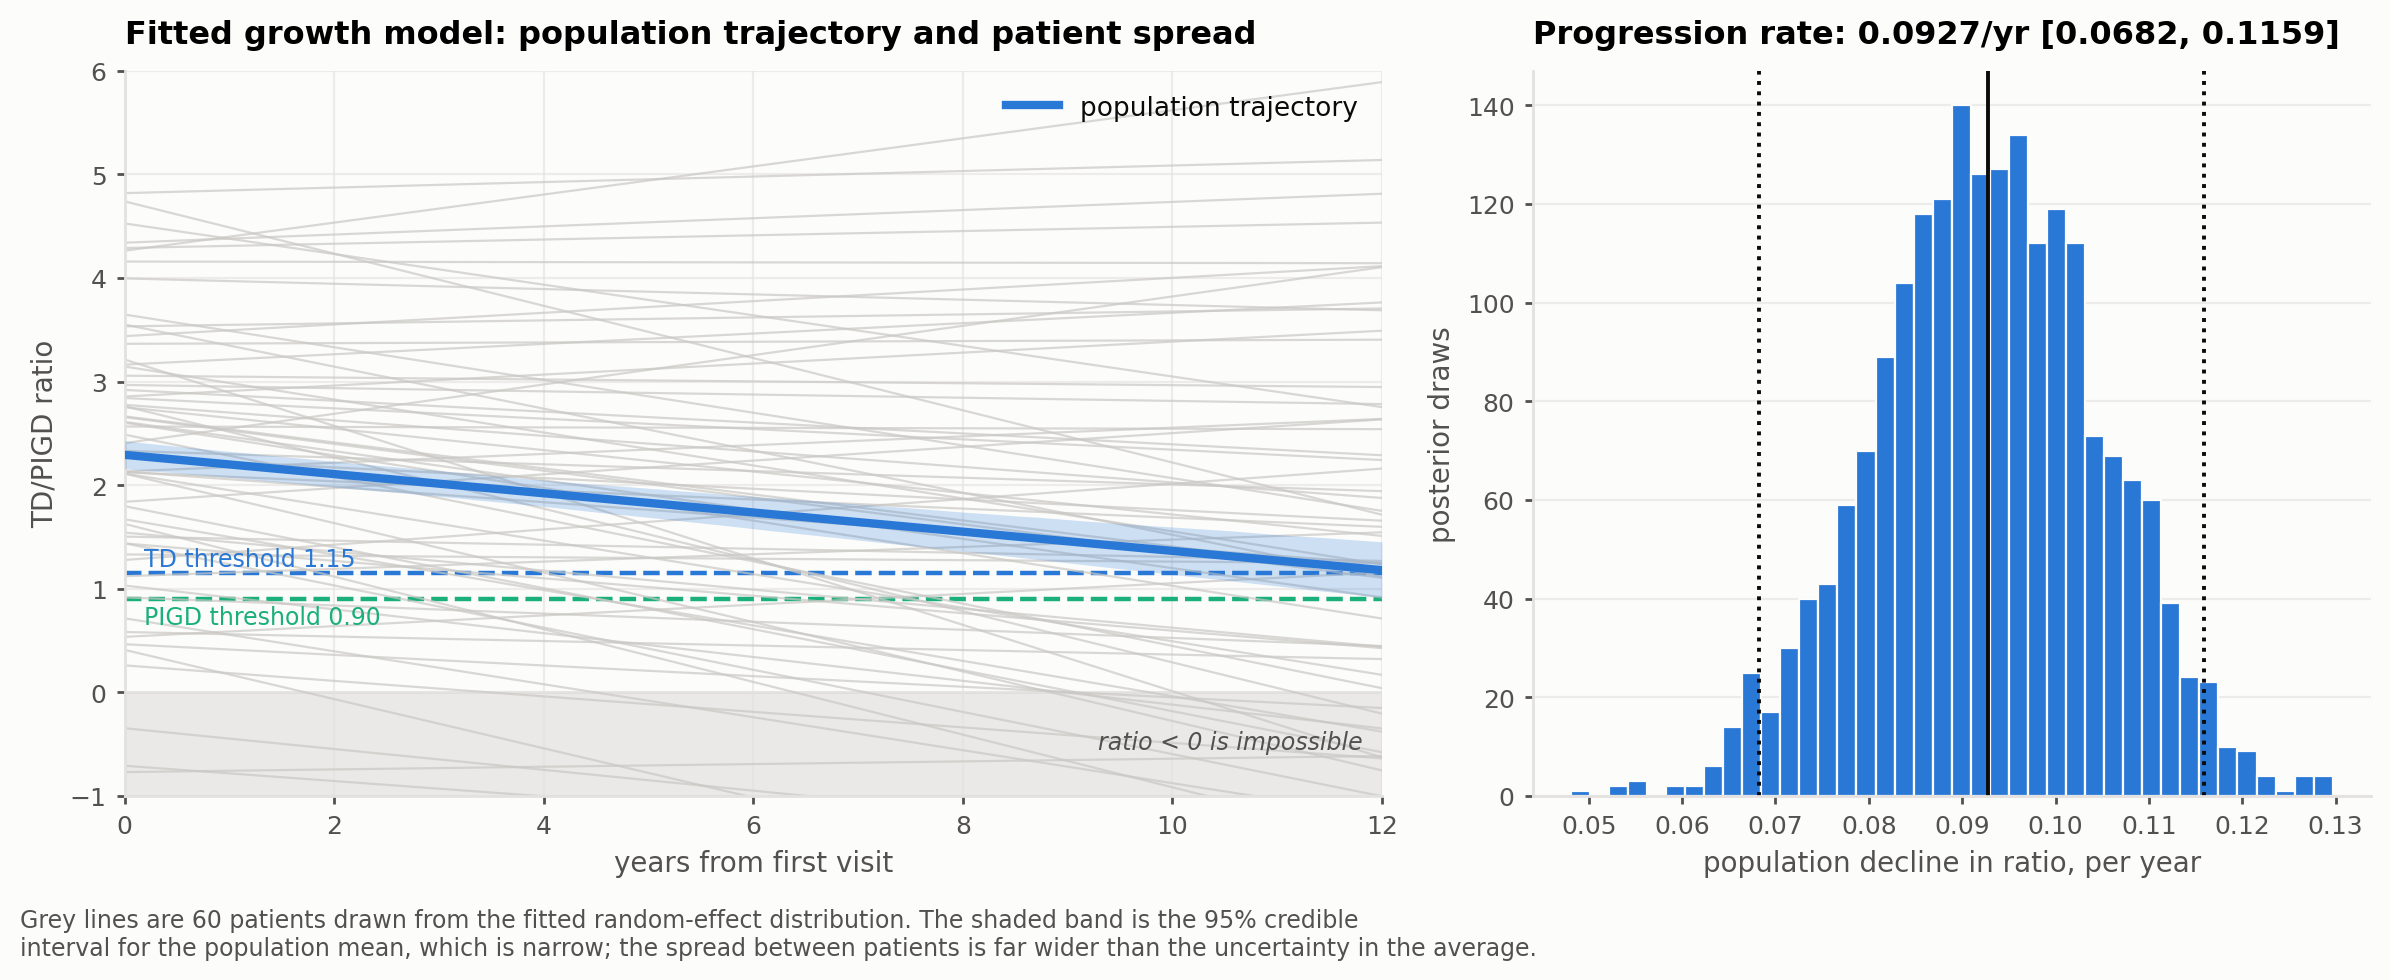 Fitted growth model: population trajectory and patient spread
6
5
4
3
2
1
0
−1
TD/PIGD ratio
population trajectory
TD threshold 1.15
PIGD threshold 0.90
ratio < 0 is impossible
0
2
4
6
8
10
12
years from first visit
Progression rate: 0.0927/yr [0.0682, 0.1159]
140
120
100
80
60
40
20
0
posterior draws
0.05
0.06
0.07
0.08
0.09
0.10
0.11
0.12
0.13
population decline in ratio, per year
Grey lines are 60 patients drawn from the fitted random-effect distribution. The shaded band is the 95% credible
interval for the population mean, which is narrow; the spread between patients is far wider than the uncertainty in the average.